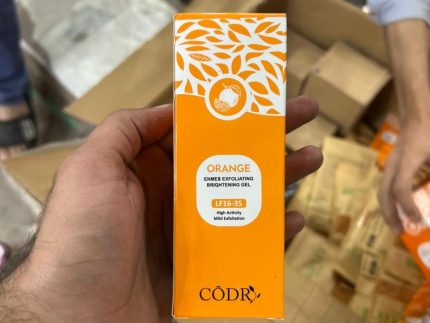 ORANGE
ENMES EXFOLIATING
BRIGHTENING GEL
LF16-35
High Activity
Mild Exfoliation
CÔDR